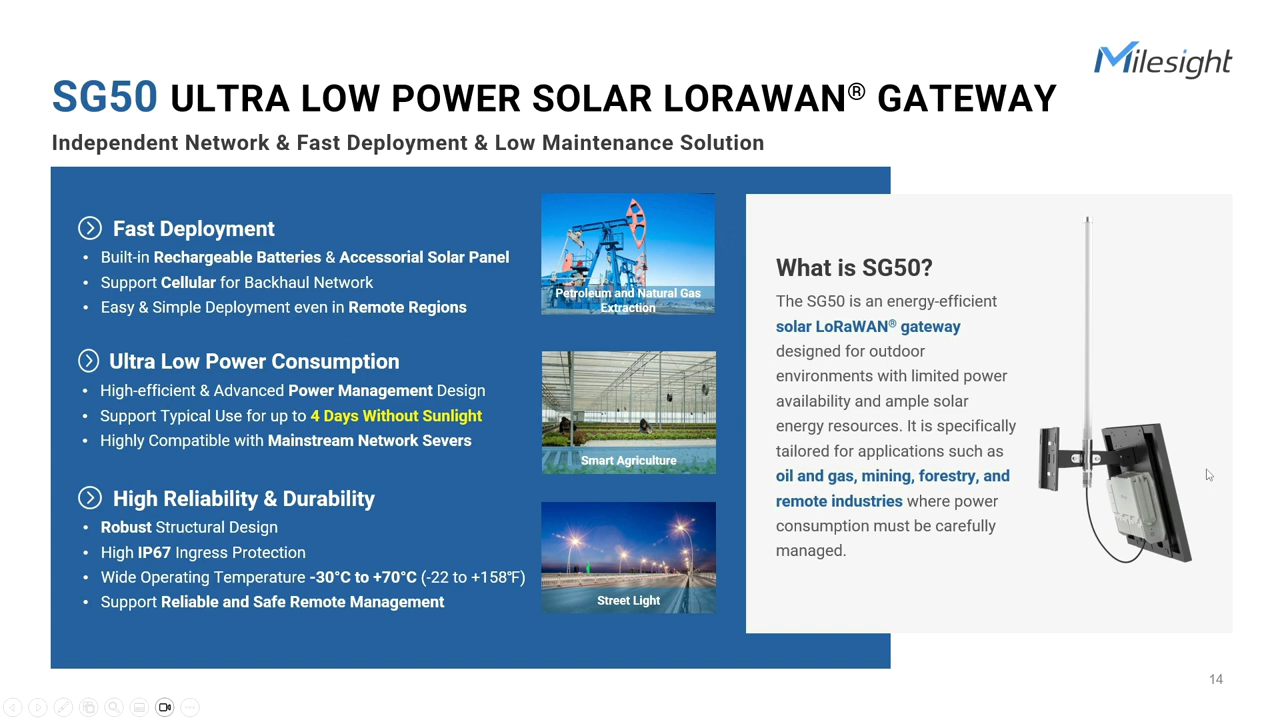 Milesight
SG50 ULTRA LOW POWER SOLAR LORAWAN® GATEWAY
Independent Network & Fast Deployment & Low Maintenance Solution
Fast Deployment
• Built-in Rechargeable Batteries & Accessorial Solar Panel
• Support Cellular for Backhaul Network
• Easy & Simple Deployment even in Remote Regions
Ultra Low Power Consumption
• High-efficient & Advanced Power Management Design
• Support Typical Use for up to 4 Days Without Sunlight
• Highly Compatible with Mainstream Network Severs
High Reliability & Durability
• Robust Structural Design
• High IP67 Ingress Protection
• Wide Operating Temperature -30°C to +70°C (-22 to +158℉)
• Support Reliable and Safe Remote Management
Petroleum and Natural Gas
Extraction
Smart Agriculture
Street Light
What is SG50?
The SG50 is an energy-efficient
solar LoRaWAN® gateway
designed for outdoor
environments with limited power
availability and ample solar
energy resources. It is specifically
tailored for applications such as
oil and gas, mining, forestry, and
remote industries where power
consumption must be carefully
managed.
14